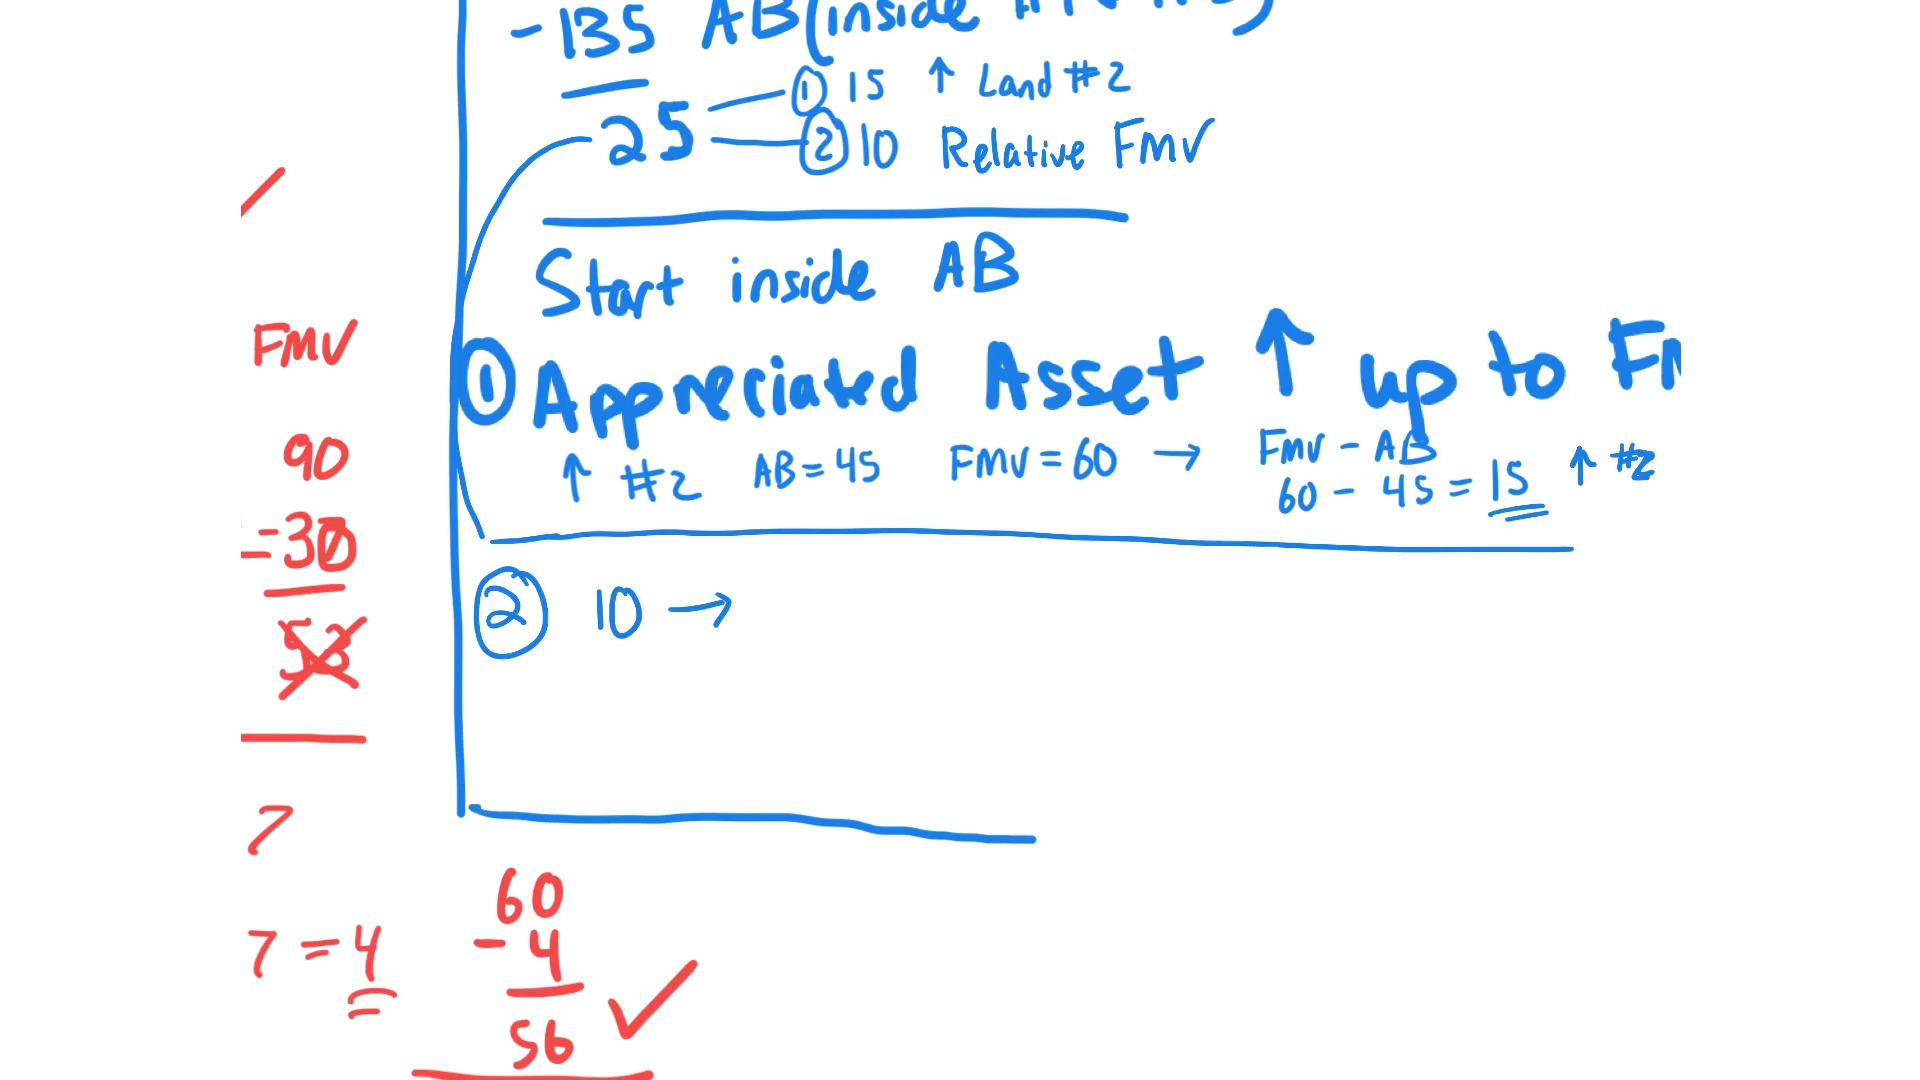 -135 AB (inside
25 ① 15 ↑ Land #2
② 10 Relative FMV
Start inside AB
① Appreciated Asset ↑ up to FM
↑ #2 AB = 45 FMV = 60 → FMV - AB
60 - 45 = 15 ↑ #2
② 10 →
FMV
90
-30
53
7
7 = 4
60
- 4
56 ✓